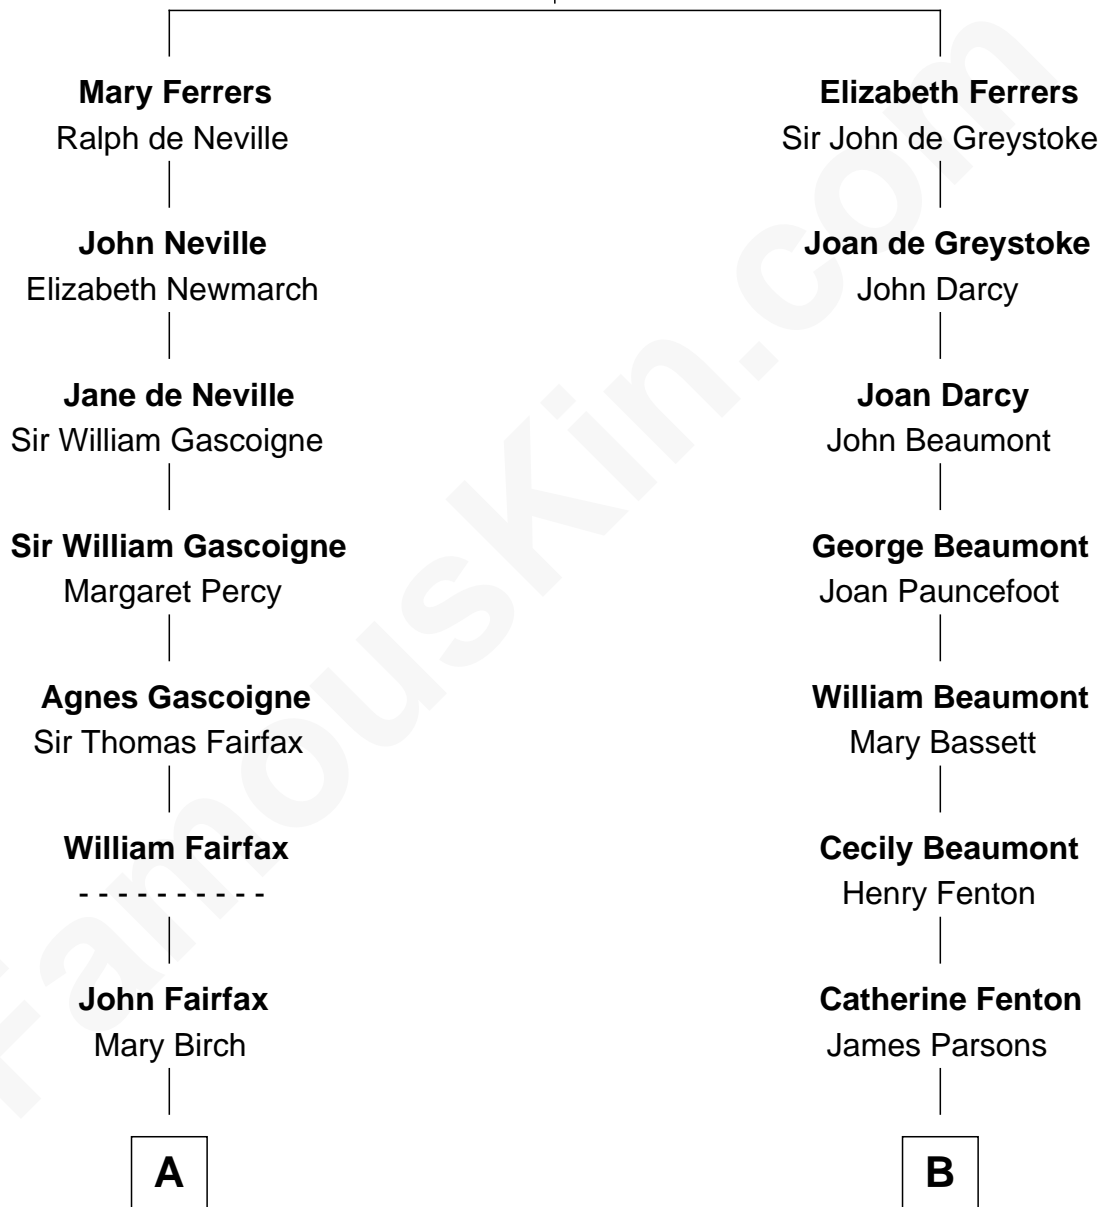 Mary Ferrers
Ralph de Neville
John Neville
Elizabeth Newmarch
Jane de Neville
Sir William Gascoigne
Sir William Gascoigne
Margaret Percy
Agnes Gascoigne
Sir Thomas Fairfax
William Fairfax
- - - - - - - - - -
John Fairfax
Mary Birch
A
Elizabeth Ferrers
Sir John de Greystoke
Joan de Greystoke
John Darcy
Joan Darcy
John Beaumont
George Beaumont
Joan Pauncefoot
William Beaumont
Mary Bassett
Cecily Beaumont
Henry Fenton
Catherine Fenton
James Parsons
B
FamousKin.com